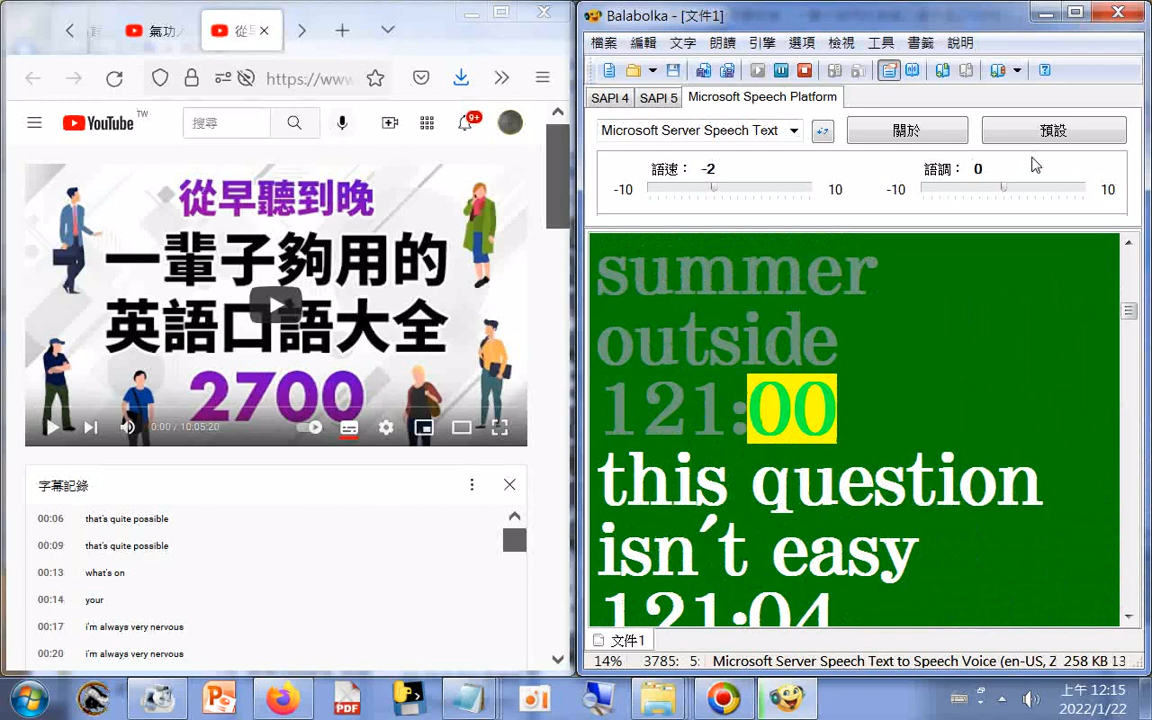 氣功
從
https://www
YouTube TW
搜尋
9+
從早聽到晚
一輩子夠用的
英語口語大全
2700
0:00 / 10:05:20
字幕記錄
00:06 that's quite possible
00:09 that's quite possible
00:13 what's on
00:14 your
00:17 i'm always very nervous
00:20 i'm always very nervous
Balabolka - [文件1]
檔案 編輯 文字 朗讀 引擎 選項 檢視 工具 書籤 說明
SAPI 4 SAPI 5 Microsoft Speech Platform
Microsoft Server Speech Text 關於 預設
語速： -2 語調： 0
-10 10 -10 10
summer
outside
121:00
this question
isn´t easy
121:04
文件1
14% 3785: 5: Microsoft Server Speech Text to Speech Voice (en-US, Z 258 KB 13
PDF
上午 12:15
2022/1/22